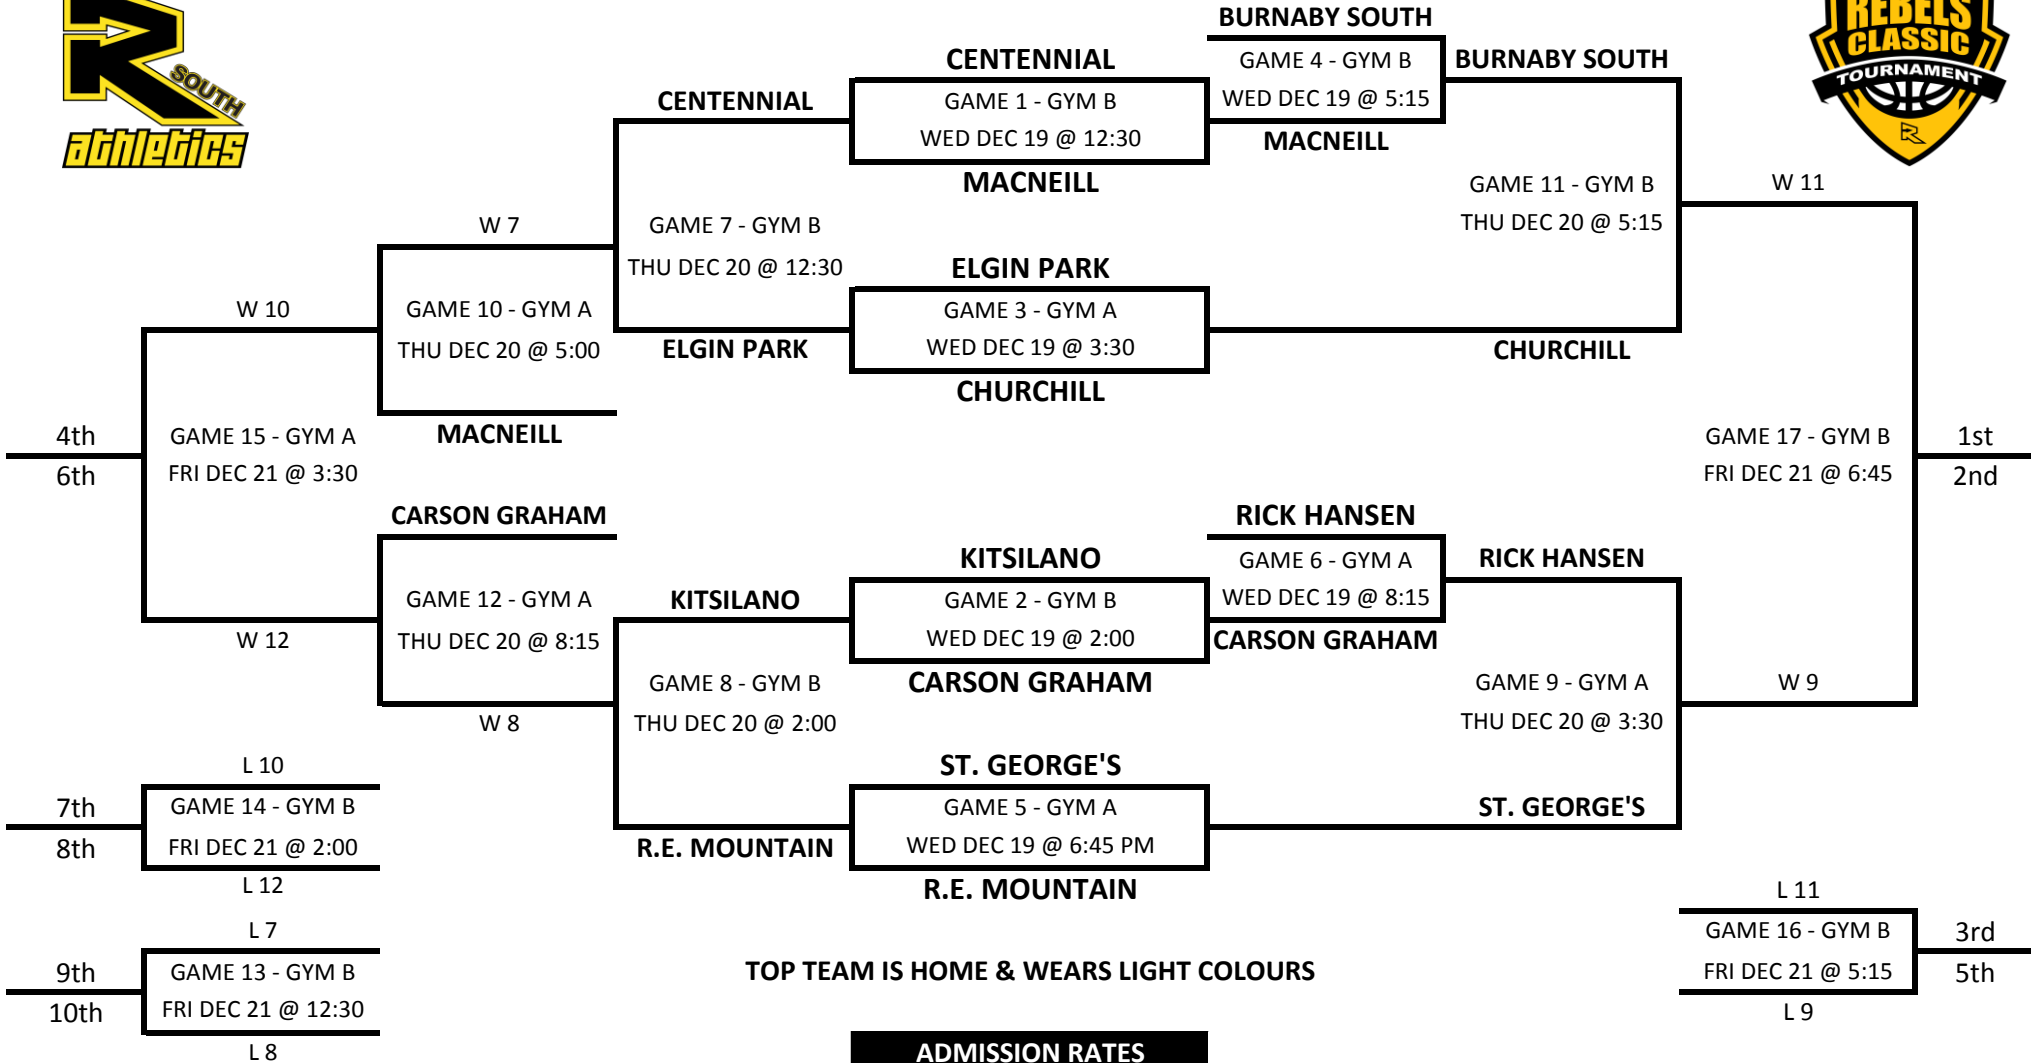 SOUTH
athletics
REBELS
CLASSIC
TOURNAMENT
R
BURNABY SOUTH
GAME 4 - GYM B
WED DEC 19 @ 5:15
MACNEILL
BURNABY SOUTH
CENTENNIAL
GAME 1 - GYM B
WED DEC 19 @ 12:30
MACNEILL
CENTENNIAL
GAME 7 - GYM B
THU DEC 20 @ 12:30
ELGIN PARK
ELGIN PARK
GAME 3 - GYM A
WED DEC 19 @ 3:30
CHURCHILL
GAME 11 - GYM B
THU DEC 20 @ 5:15
CHURCHILL
W 11
W 7
GAME 10 - GYM A
THU DEC 20 @ 5:00
MACNEILL
W 10
4th
6th
GAME 15 - GYM A
FRI DEC 21 @ 3:30
W 12
GAME 17 - GYM B
FRI DEC 21 @ 6:45
1st
2nd
CARSON GRAHAM
GAME 12 - GYM A
THU DEC 20 @ 8:15
W 8
KITSILANO
GAME 8 - GYM B
THU DEC 20 @ 2:00
R.E. MOUNTAIN
KITSILANO
GAME 2 - GYM B
WED DEC 19 @ 2:00
CARSON GRAHAM
RICK HANSEN
GAME 6 - GYM A
WED DEC 19 @ 8:15
CARSON GRAHAM
RICK HANSEN
GAME 9 - GYM A
THU DEC 20 @ 3:30
ST. GEORGE'S
W 9
ST. GEORGE'S
GAME 5 - GYM A
WED DEC 19 @ 6:45 PM
R.E. MOUNTAIN
L 10
7th
8th
GAME 14 - GYM B
FRI DEC 21 @ 2:00
L 12
L 7
9th
10th
GAME 13 - GYM B
FRI DEC 21 @ 12:30
L 8
L 11
GAME 16 - GYM B
FRI DEC 21 @ 5:15
3rd
5th
L 9
TOP TEAM IS HOME & WEARS LIGHT COLOURS
ADMISSION RATES